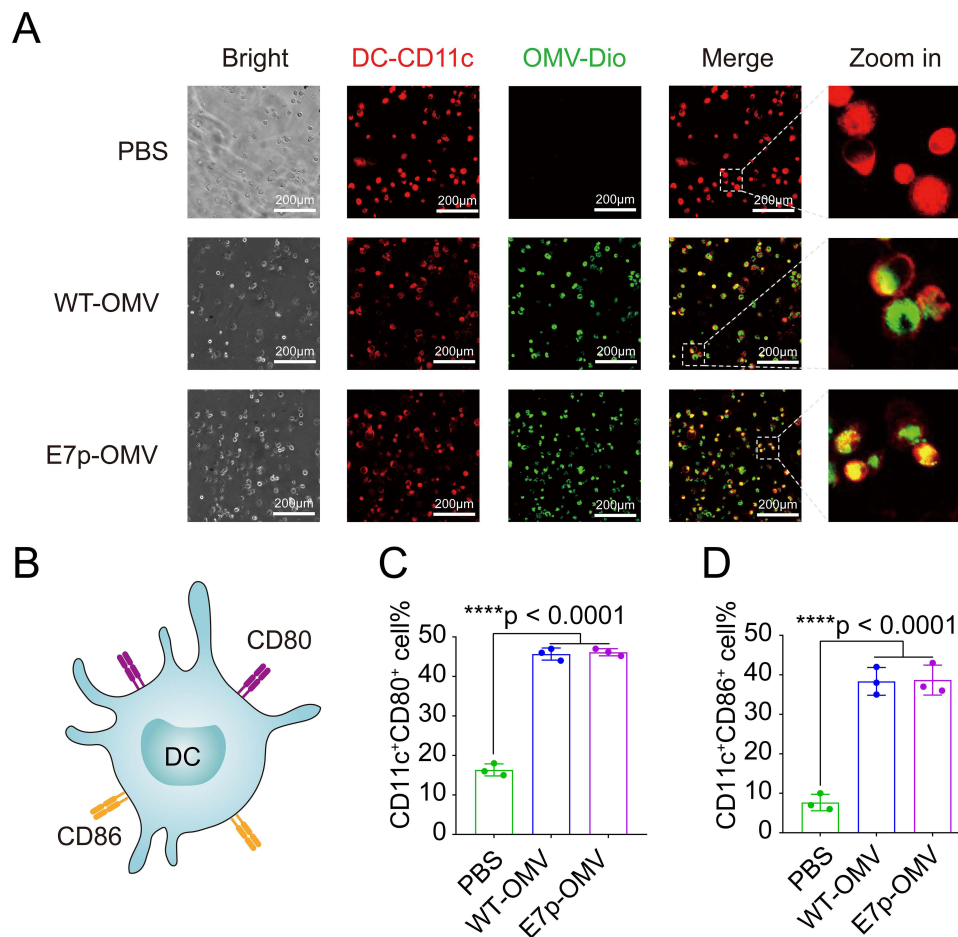 A
Bright DC-CD11c OMV-Dio Merge Zoom in
PBS
200μm 200μm 200μm 200μm
WT-OMV
200μm 200μm 200μm 200μm
E7p-OMV
200μm 200μm 200μm 200μm
B
CD80
DC
CD86
C
****p < 0.0001
CD11c⁺CD80⁺ cell%
50
40
30
20
10
0
PBS
WT-OMV
E7p-OMV
D
****p < 0.0001
CD11c⁺CD86⁺ cell%
50
40
30
20
10
0
PBS
WT-OMV
E7p-OMV